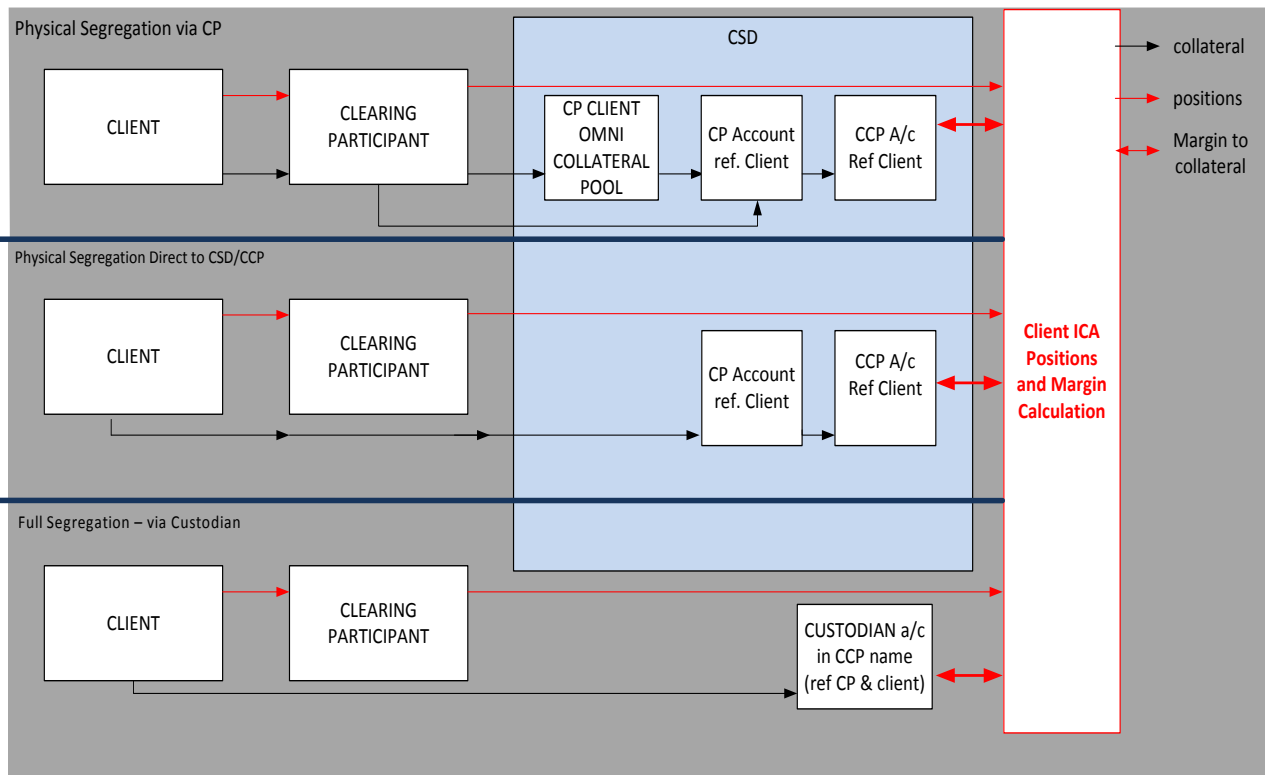 Physical Segregation via CP
CSD
collateral
positions
Margin to
collateral
CLIENT
CLEARING
PARTICIPANT
CP CLIENT
OMNI
COLLATERAL
POOL
CP Account
ref. Client
CCP A/c
Ref Client
Physical Segregation Direct to CSD/CCP
CLIENT
CLEARING
PARTICIPANT
CP Account
ref. Client
CCP A/c
Ref Client
Client ICA
Positions
and Margin
Calculation
Full Segregation – via Custodian
CLIENT
CLEARING
PARTICIPANT
CUSTODIAN a/c
in CCP name
(ref CP & client)